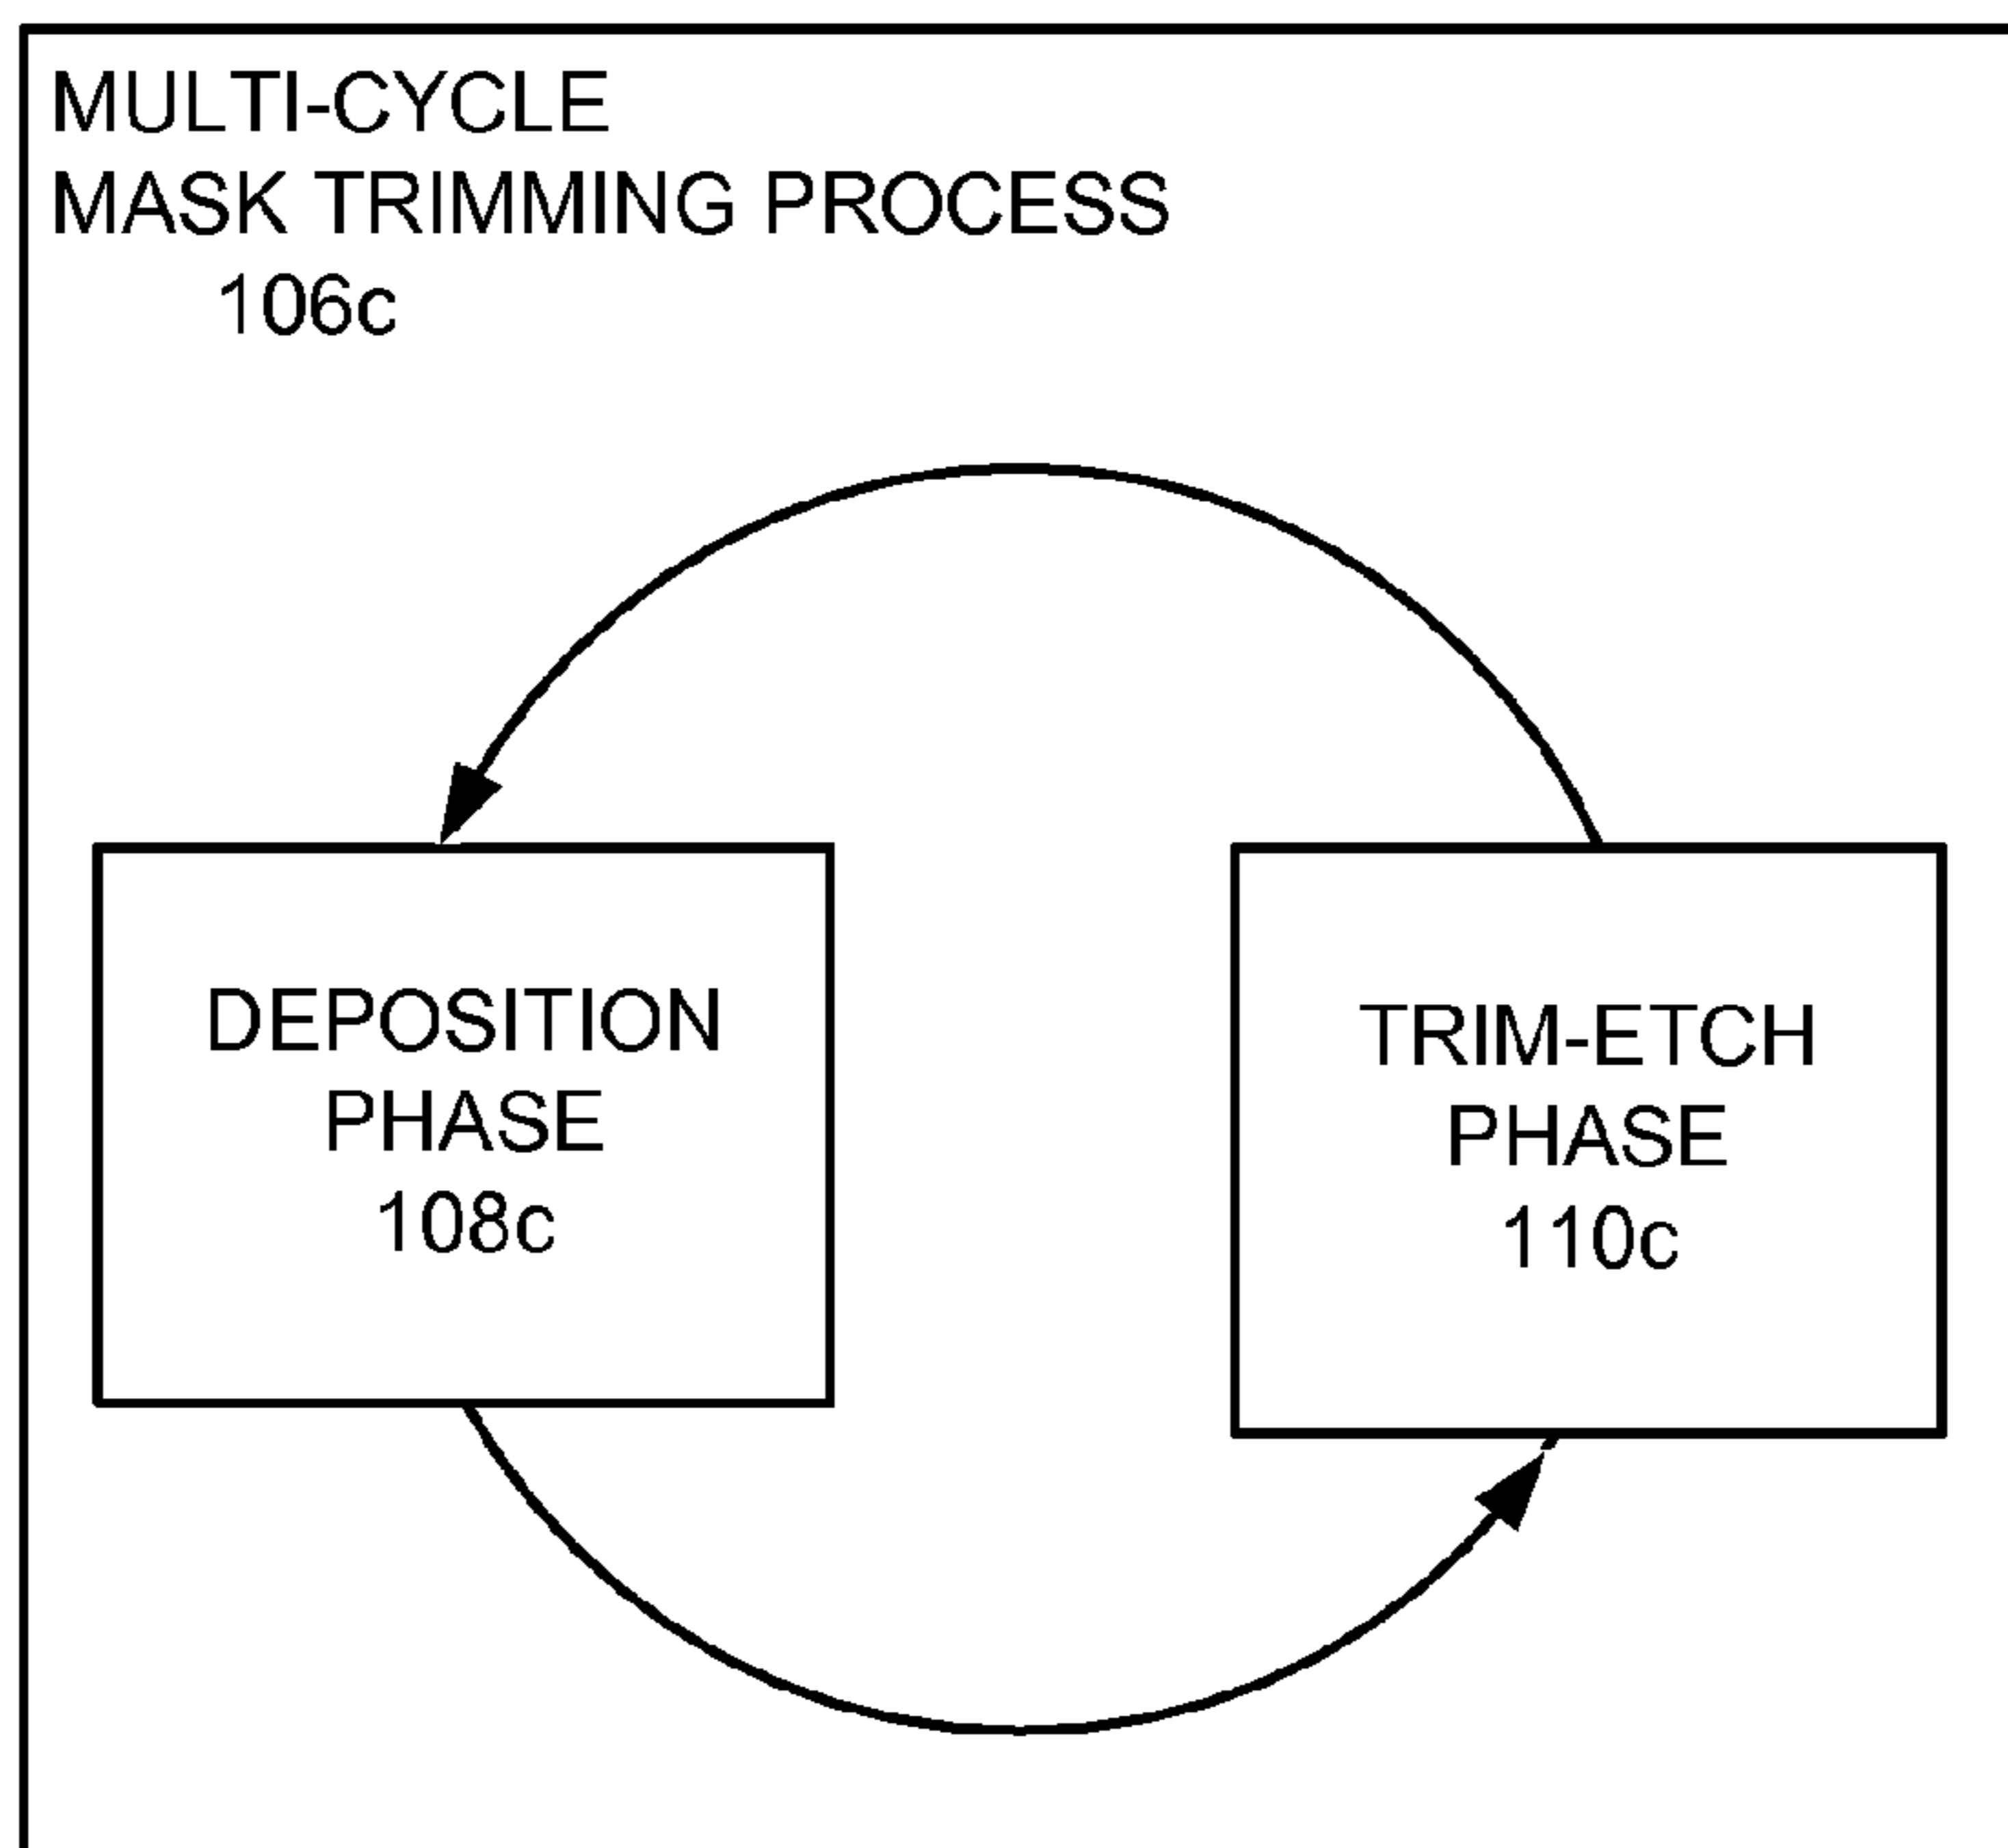 MULTI-CYCLE
MASK TRIMMING PROCESS
106c
DEPOSITION
PHASE
108c
TRIM-ETCH
PHASE
110c